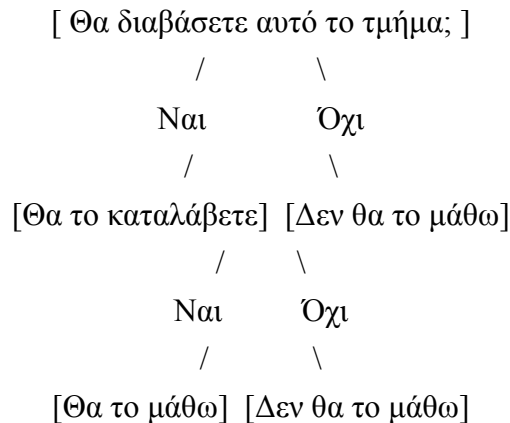 [ Θα διαβάσετε αυτό το τμήμα; ]
/ \
Ναι Όχι
/ \
[Θα το καταλάβετε] [Δεν θα το μάθω]
/ \
Ναι Όχι
/ \
[Θα το μάθω] [Δεν θα το μάθω]